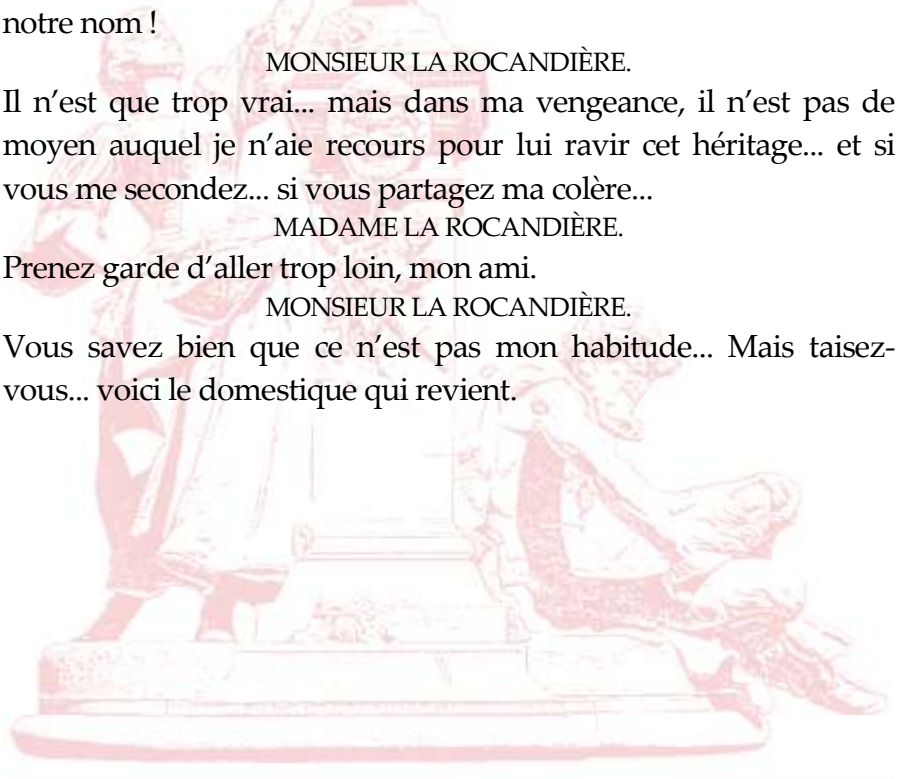 notre nom !
MONSIEUR LA ROCANDIÈRE.
Il n’est que trop vrai... mais dans ma vengeance, il n’est pas de
moyen auquel je n’aie recours pour lui ravir cet héritage... et si
vous me secondez... si vous partagez ma colère...
MADAME LA ROCANDIÈRE.
Prenez garde d’aller trop loin, mon ami.
MONSIEUR LA ROCANDIÈRE.
Vous savez bien que ce n’est pas mon habitude... Mais taisez-
vous... voici le domestique qui revient.